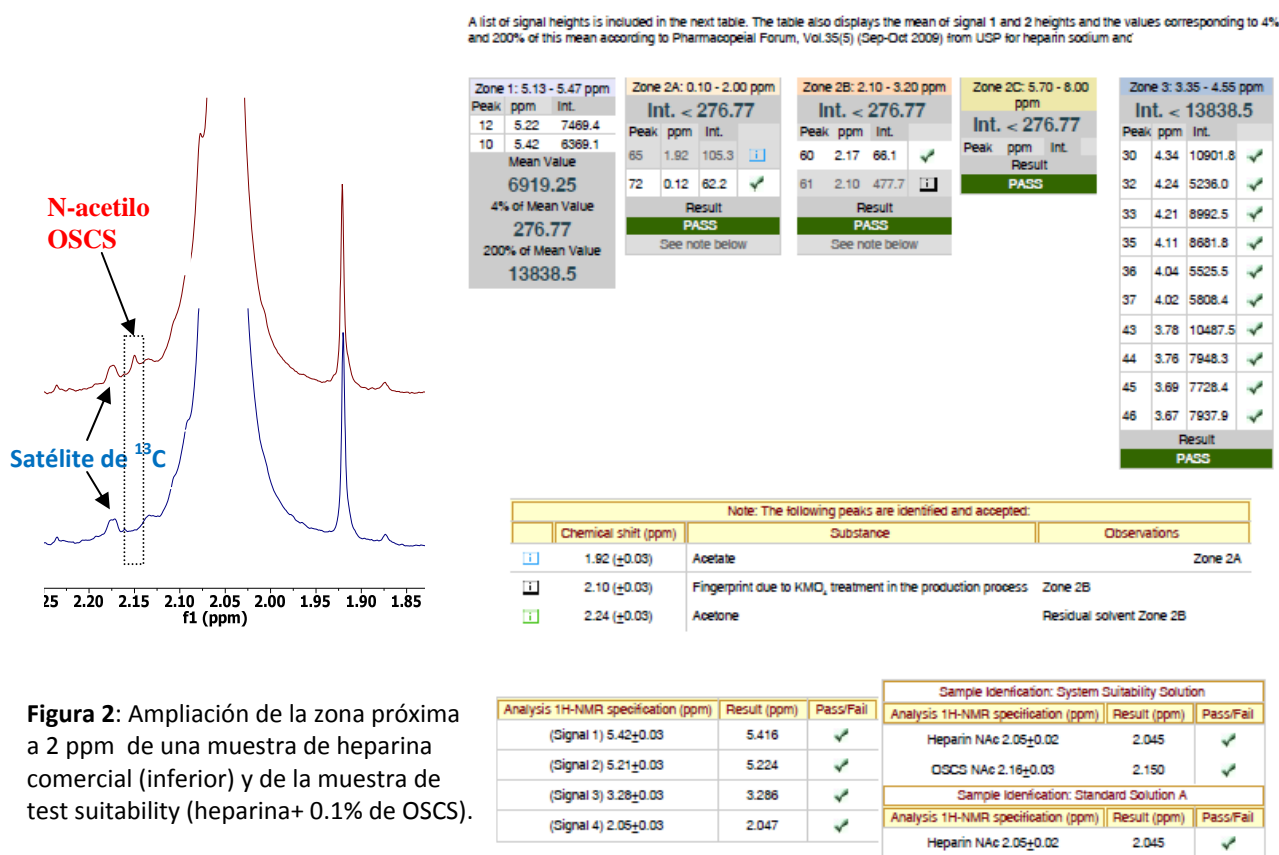 A list of signal heights is included in the next table. The table also displays the mean of signal 1 and 2 heights and the values corresponding to 4%
and 200% of this mean according to Pharmacopeial Forum, Vol.35(5) (Sep-Oct 2009) from USP for heparin sodium and
N-acetilo
OSCS
Satélite de ¹³C
25 2.20 2.15 2.10 2.05 2.00 1.95 1.90 1.85
f1 (ppm)
Zone 1: 5.13 - 5.47 ppm
Peak ppm Int.
12 5.22 7469.4
10 5.42 6369.1
Mean Value
6919.25
4% of Mean Value
276.77
200% of Mean Value
13838.5
Zone 2A: 0.10 - 2.00 ppm
Int. < 276.77
Peak ppm Int.
65 1.92 105.3 i
72 0.12 62.2 ✓
Result
PASS
See note below
Zone 2B: 2.10 - 3.20 ppm
Int. < 276.77
Peak ppm Int.
60 2.17 66.1 ✓
61 2.10 477.7 i
Result
PASS
See note below
Zone 2C: 5.70 - 8.00
ppm
Int. < 276.77
Peak ppm Int.
Result
PASS
Zone 3: 3.35 - 4.55 ppm
Int. < 13838.5
Peak ppm Int.
30 4.34 10901.8 ✓
32 4.24 5236.0 ✓
33 4.21 8992.5 ✓
35 4.11 8681.8 ✓
36 4.04 5525.5 ✓
37 4.02 5808.4 ✓
43 3.78 10487.5 ✓
44 3.76 7948.3 ✓
45 3.69 7728.4 ✓
46 3.67 7937.9 ✓
Result
PASS
Note: The following peaks are identified and accepted:
Chemical shift (ppm) Substance Observations
i 1.92 (±0.03) Acetate Zone 2A
i 2.10 (±0.03) Fingerprint due to KMO₄ treatment in the production process Zone 2B
i 2.24 (±0.03) Acetone Residual solvent Zone 2B
Figura 2: Ampliación de la zona próxima
a 2 ppm de una muestra de heparina
comercial (inferior) y de la muestra de
test suitability (heparina+ 0.1% de OSCS).
Analysis 1H-NMR specification (ppm) Result (ppm) Pass/Fail
(Signal 1) 5.42±0.03 5.416 ✓
(Signal 2) 5.21±0.03 5.224 ✓
(Signal 3) 3.28±0.03 3.286 ✓
(Signal 4) 2.05±0.03 2.047 ✓
Sample Idenfication: System Suitability Solution
Analysis 1H-NMR specification (ppm) Result (ppm) Pass/Fail
Heparin NAc 2.05±0.02 2.045 ✓
OSCS NAc 2.16±0.03 2.150 ✓
Sample Idenfication: Standard Solution A
Analysis 1H-NMR specification (ppm) Result (ppm) Pass/Fail
Heparin NAc 2.05±0.02 2.045 ✓